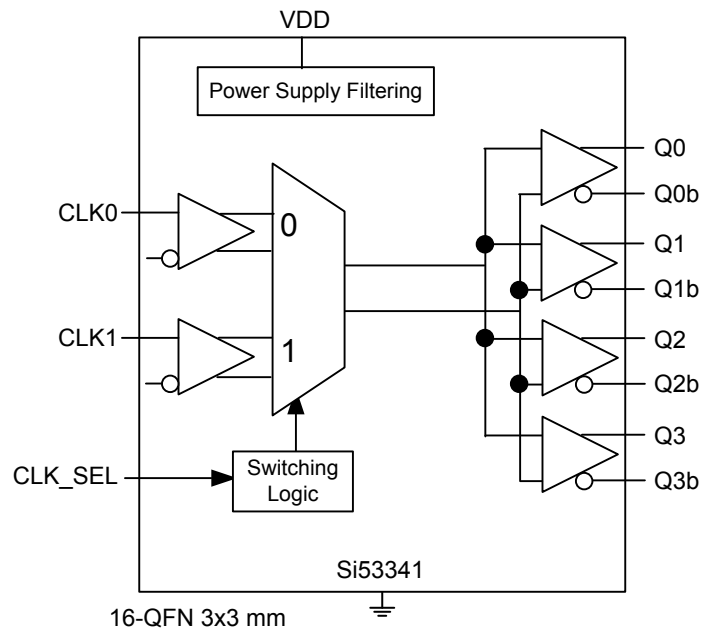 VDD
Power Supply Filtering
CLK0
0
Q0
Q0b
Q1
Q1b
CLK1
1
Q2
Q2b
Q3
Q3b
CLK_SEL
Switching
Logic
Si53341
16-QFN 3x3 mm